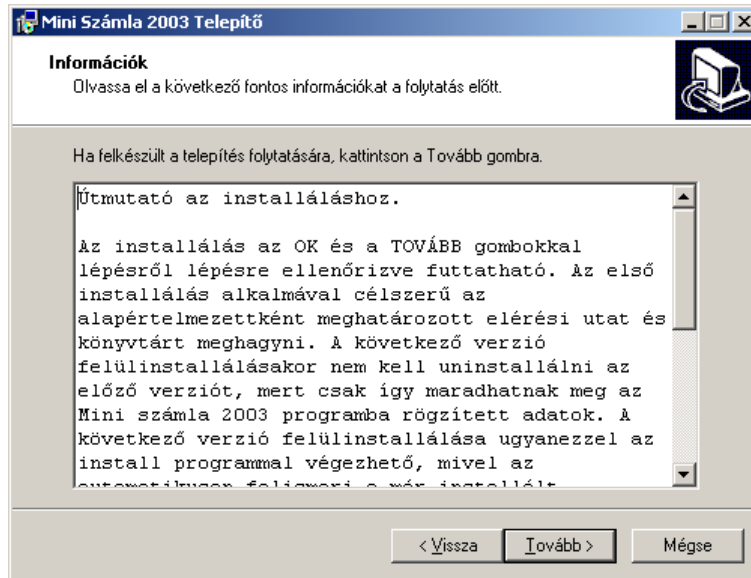 Mini Számla 2003 Telepítő
Információk
Olvassa el a következő fontos információkat a folytatás előtt.
Ha felkészült a telepítés folytatására, kattintson a Tovább gombra.
Útmutató az installáláshoz.
Az installálás az OK és a TOVÁBB gombokkal
lépésről lépésre ellenőrizve futtatható. Az első
installálás alkalmával célszerű az
alapértelmezettként meghatározott elérési utat és
könyvtárt meghagyni. A következő verzió
felülinstallálásakor nem kell uninstallálni az
előző verziót, mert csak így maradhatnak meg az
Mini számla 2003 programba rögzített adatok. A
következő verzió felülinstallálása ugyanezzel az
install programmal végezhető, mivel az
automatikusan felismeri a már installált
< Vissza
Tovább >
Mégse